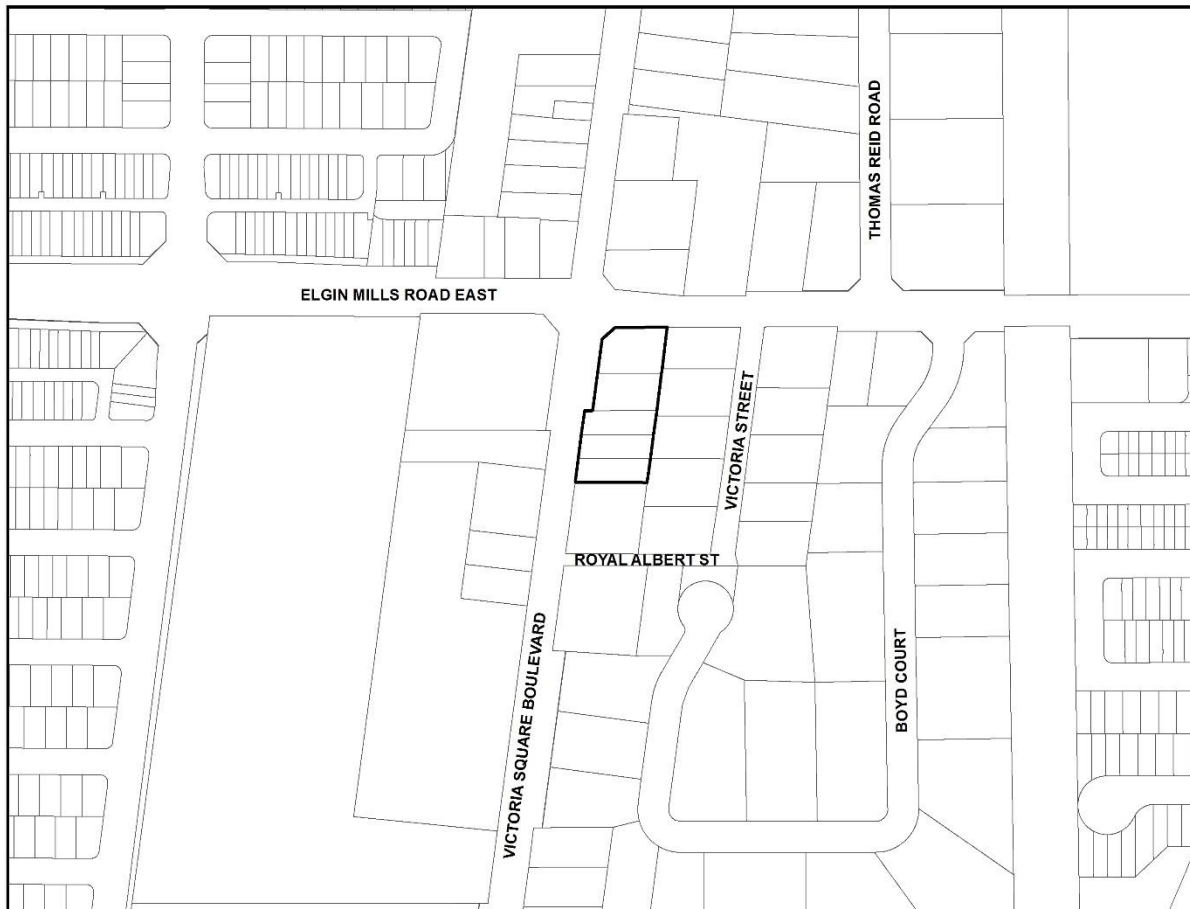 THOMAS REID ROAD
ELGIN MILLS ROAD EAST
VICTORIA STREET
ROYAL ALBERT ST
VICTORIA SQUARE BOULEVARD
BOYD COURT